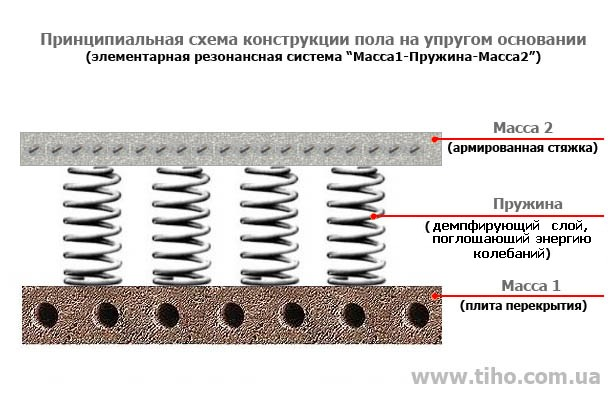 Принципиальная схема конструкции пола на упругом основании
(элементарная резонансная система “Масса1-Пружина-Масса2”)
Масса 2
(армированная стяжка)
Пружина
(демпфирующий слой,
поглощающий энергию
колебаний)
Масса 1
(плита перекрытия)
www.tiho.com.ua